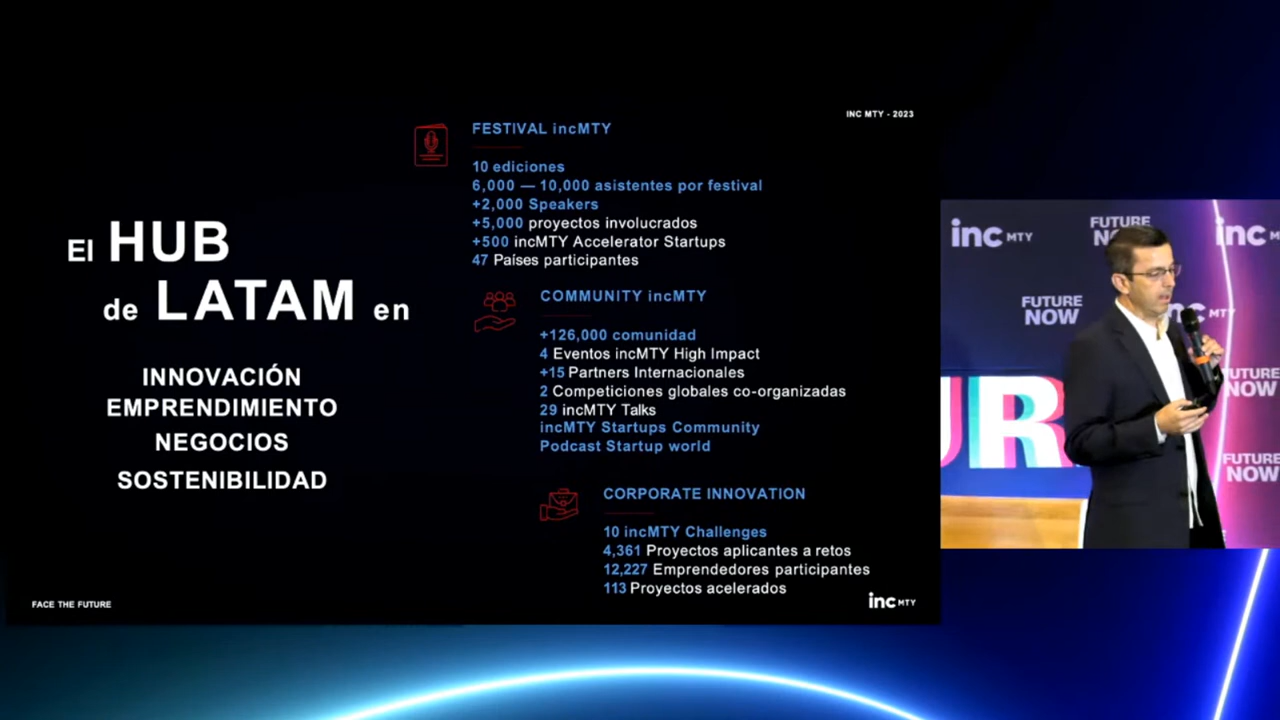 INC MTY - 2023
El HUB
de LATAM en
INNOVACIÓN
EMPRENDIMIENTO
NEGOCIOS
SOSTENIBILIDAD
FESTIVAL incMTY
10 ediciones
6,000 — 10,000 asistentes por festival
+2,000 Speakers
+5,000 proyectos involucrados
+500 incMTY Accelerator Startups
47 Países participantes
COMMUNITY incMTY
+126,000 comunidad
4 Eventos incMTY High Impact
+15 Partners Internacionales
2 Competiciones globales co-organizadas
29 incMTY Talks
incMTY Startups Community
Podcast Startup world
CORPORATE INNOVATION
10 incMTY Challenges
4,361 Proyectos aplicantes a retos
12,227 Emprendedores participantes
113 Proyectos acelerados
FACE THE FUTURE
inc MTY
inc MTY
FUTURE
inc
FUTURE
NOW
MTY
FUTURE
NOW
FUTURE
NOW